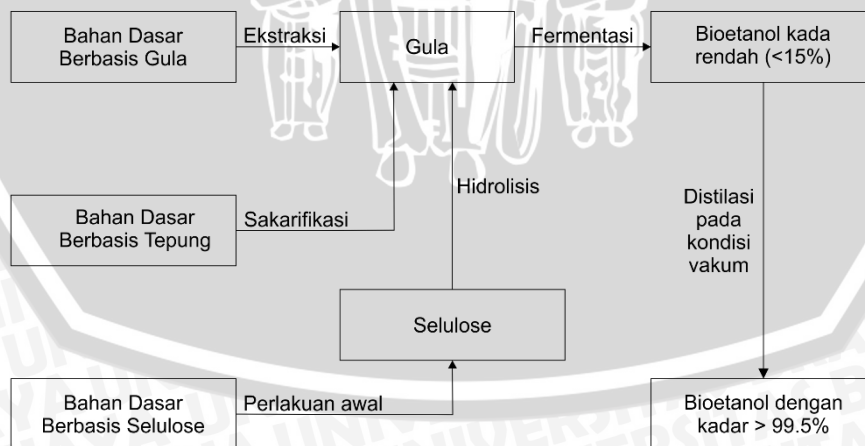 Bahan Dasar
Berbasis Gula
Ekstraksi
Gula
Fermentasi
Bioetanol kada
rendah (<15%)
Hidrolisis
Bahan Dasar
Berbasis Tepung
Sakarifikasi
Distilasi
pada
kondisi
vakum
Selulose
Bahan Dasar
Berbasis Selulose
Perlakuan awal
Bioetanol dengan
kadar > 99.5%